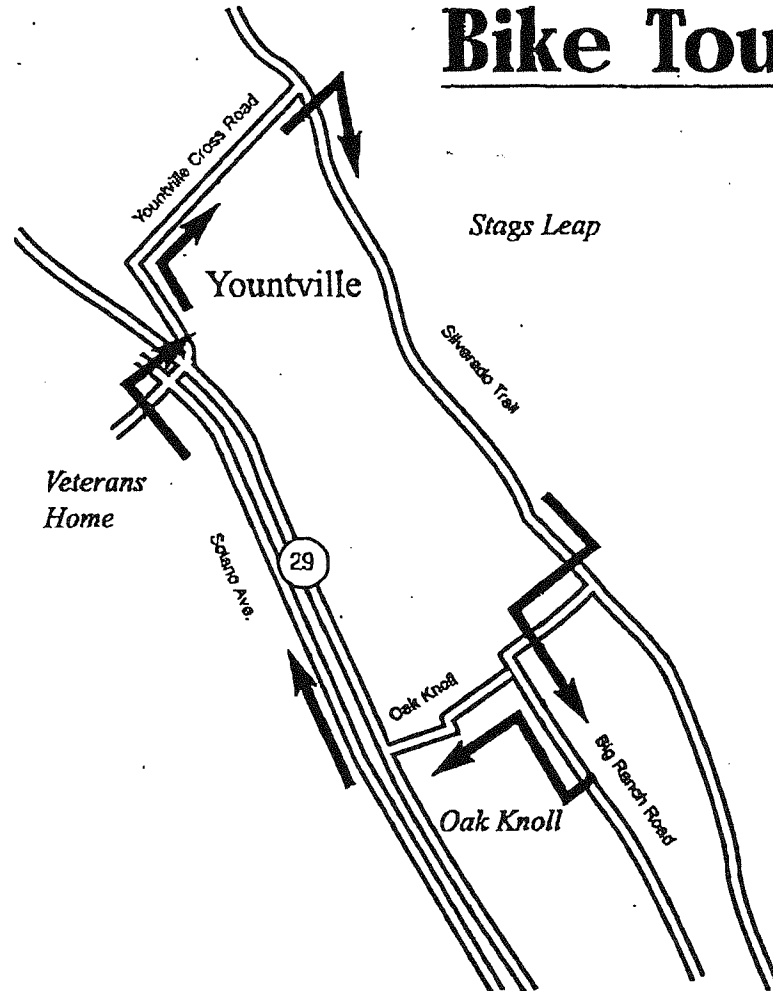 Bike Tou
Yountville Cross Road
Stags Leap
Yountville
Silverado Trail
Veterans
Home
Solano Ave.
29
Oak Knoll
Big Ranch Road
Oak Knoll